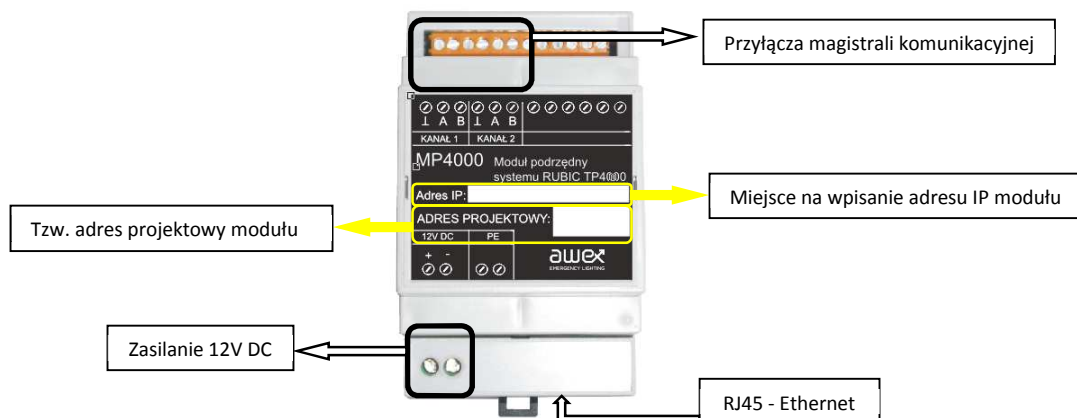 Przyłącza magistrali komunikacyjnej
⊥ A B ⊥ A B
KANAŁ 1 KANAŁ 2
MP4000 Moduł podrzędny
systemu RUBIC TP4000
Adres IP:
Miejsce na wpisanie adresu IP modułu
ADRES PROJEKTOWY:
Tzw. adres projektowy modułu
12V DC PE
+ -
awex
EMERGENCY LIGHTING
Zasilanie 12V DC
RJ45 - Ethernet